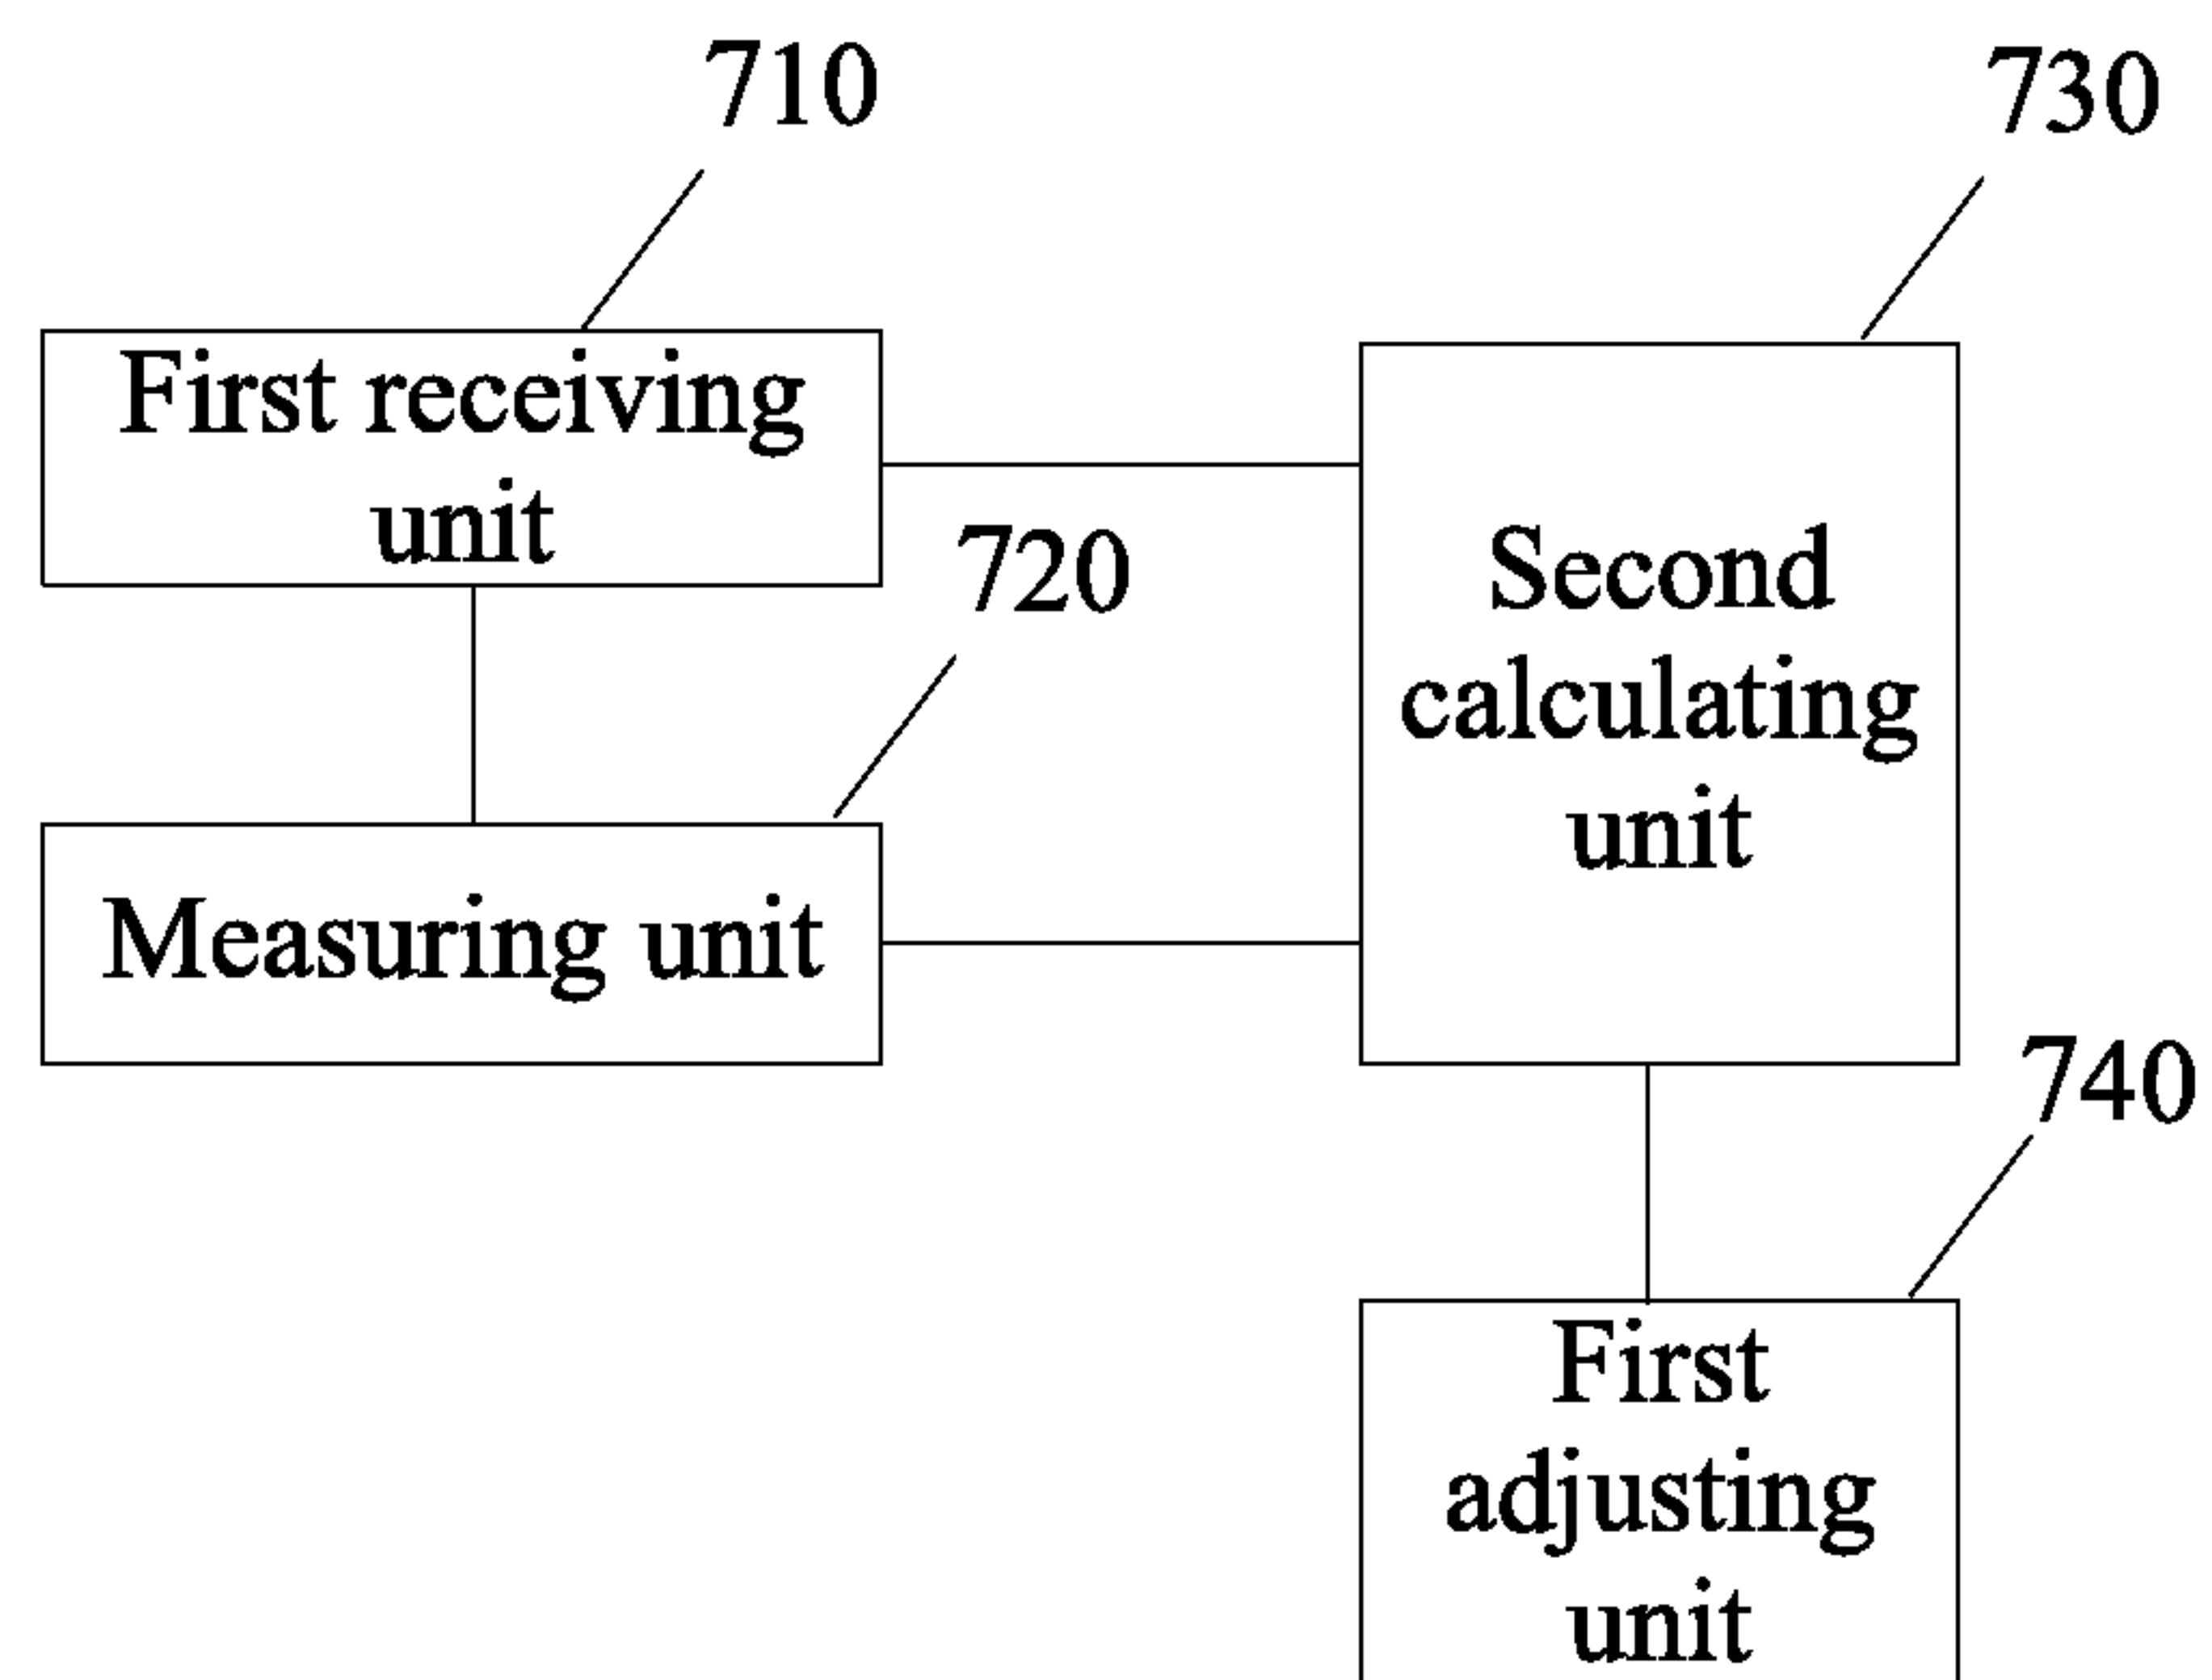 710
730
First receiving
unit
720
Second
calculating
unit
Measuring unit
740
First
adjusting
unit